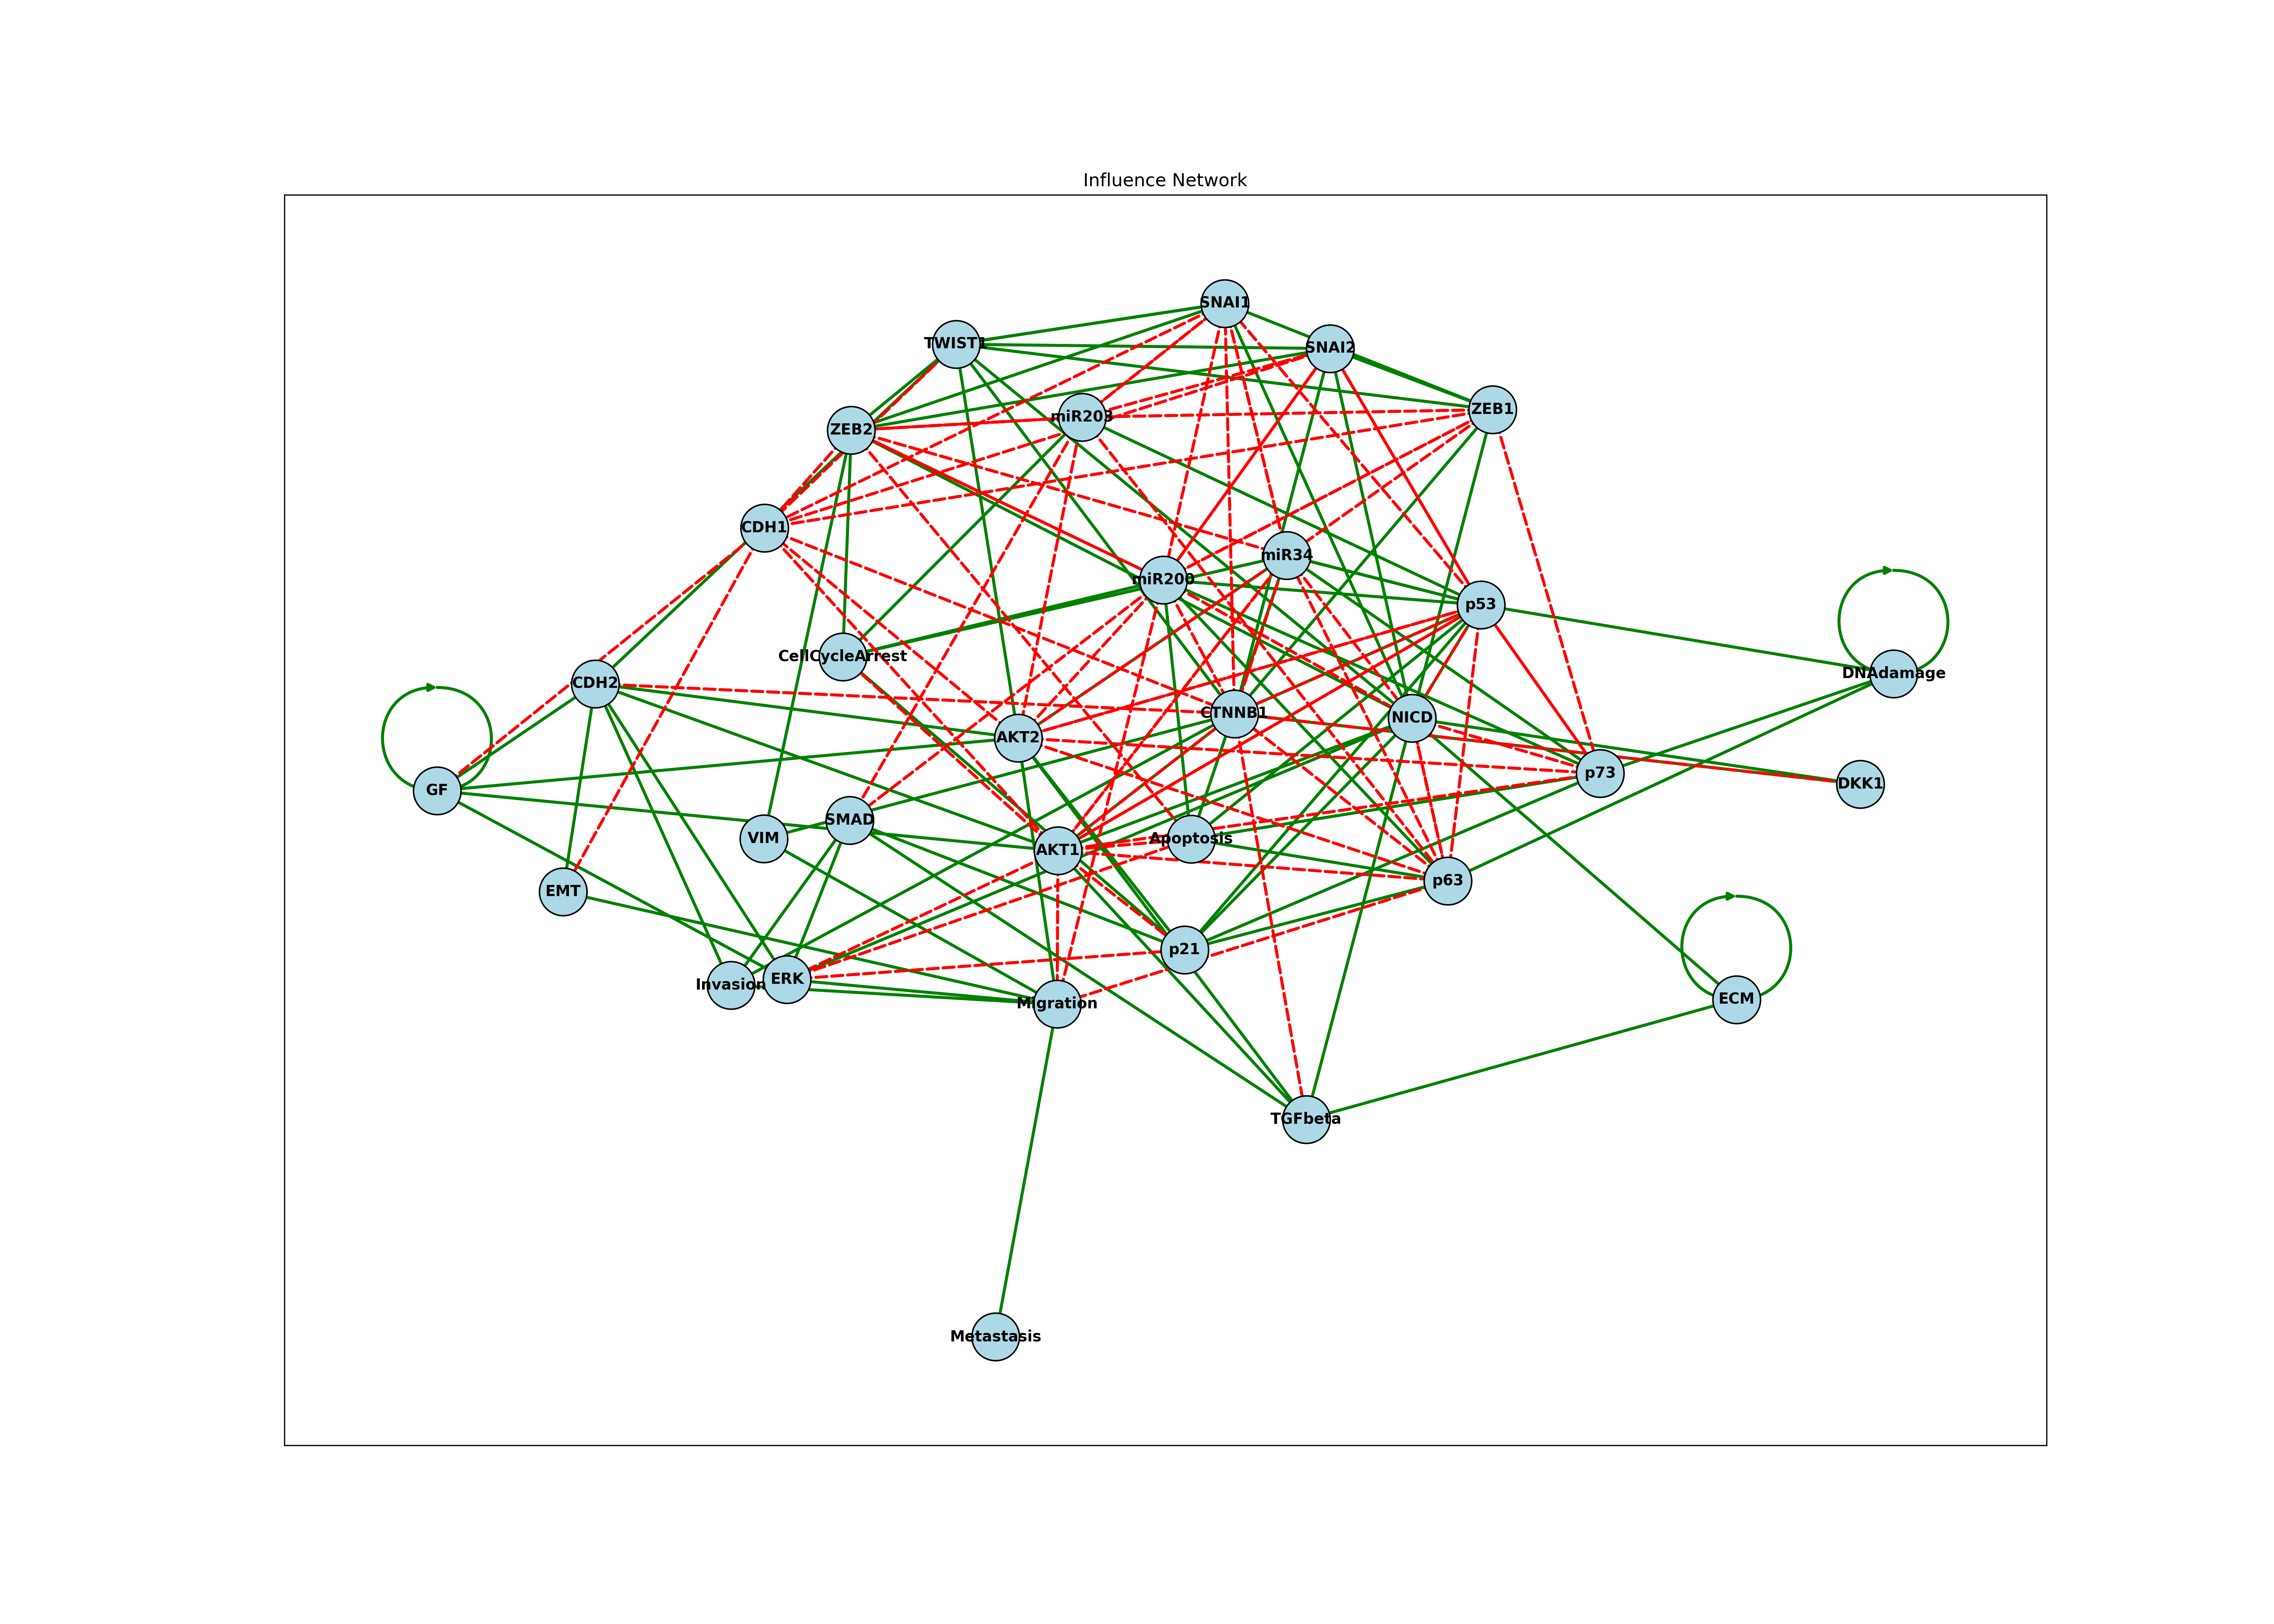 Influence Network
SNAI1
TWIST1
SNAI2
ZEB1
miR203
ZEB2
CDH1
miR34
miR200
p53
CellCycleArrest
DNAdamage
CDH2
CTNNB1
NICD
AKT2
p73
DKK1
GF
SMAD
VIM
Apoptosis
AKT1
p63
EMT
p21
ERK
Invasion
ECM
Migration
TGFbeta
Metastasis